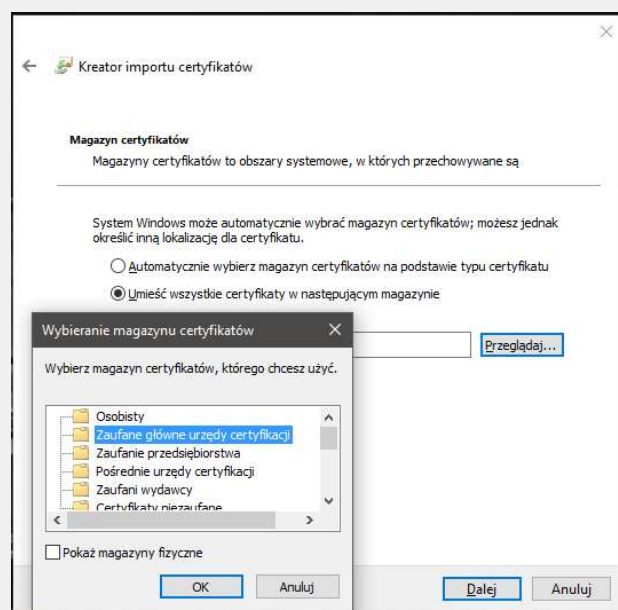 Kreator importu certyfikatów
Magazyn certyfikatów
Magazyny certyfikatów to obszary systemowe, w których przechowywane są
System Windows może automatycznie wybrać magazyn certyfikatów; możesz jednak
określić inną lokalizację dla certyfikatu.
Automatycznie wybierz magazyn certyfikatów na podstawie typu certyfikatu
Umieść wszystkie certyfikaty w następującym magazynie
Przeglądaj...
Wybieranie magazynu certyfikatów
Wybierz magazyn certyfikatów, którego chcesz użyć.
Osobisty
Zaufane główne urzędy certyfikacji
Zaufanie przedsiębiorstwa
Pośrednie urzędy certyfikacji
Zaufani wydawcy
Certyfikaty niezaufane
Pokaż magazyny fizyczne
OK
Anuluj
Dalej
Anuluj